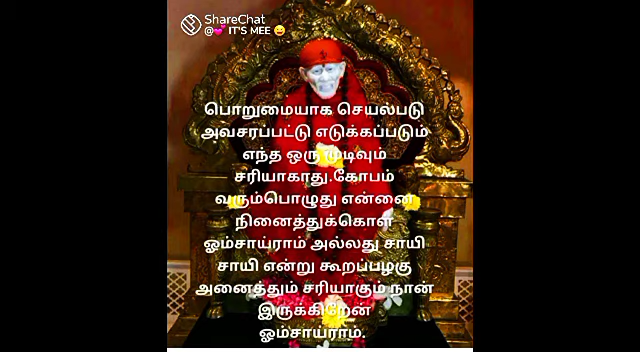 ShareChat
@💕 IT'S MEE 😄
பொறுமையாக செயல்படு
அவசரப்பட்டு எடுக்கப்படும்
எந்த ஒரு முடிவும்
சரியாகாது.கோபம்
வரும்பொழுது என்னை
நினைத்துக்கொள்
ஓம்சாய்ராம் அல்லது சாயி
சாயி என்று கூறப்பழகு
அனைத்தும் சரியாகும் நான்
இருக்கிறேன்
ஓம்சாய்ராம்.